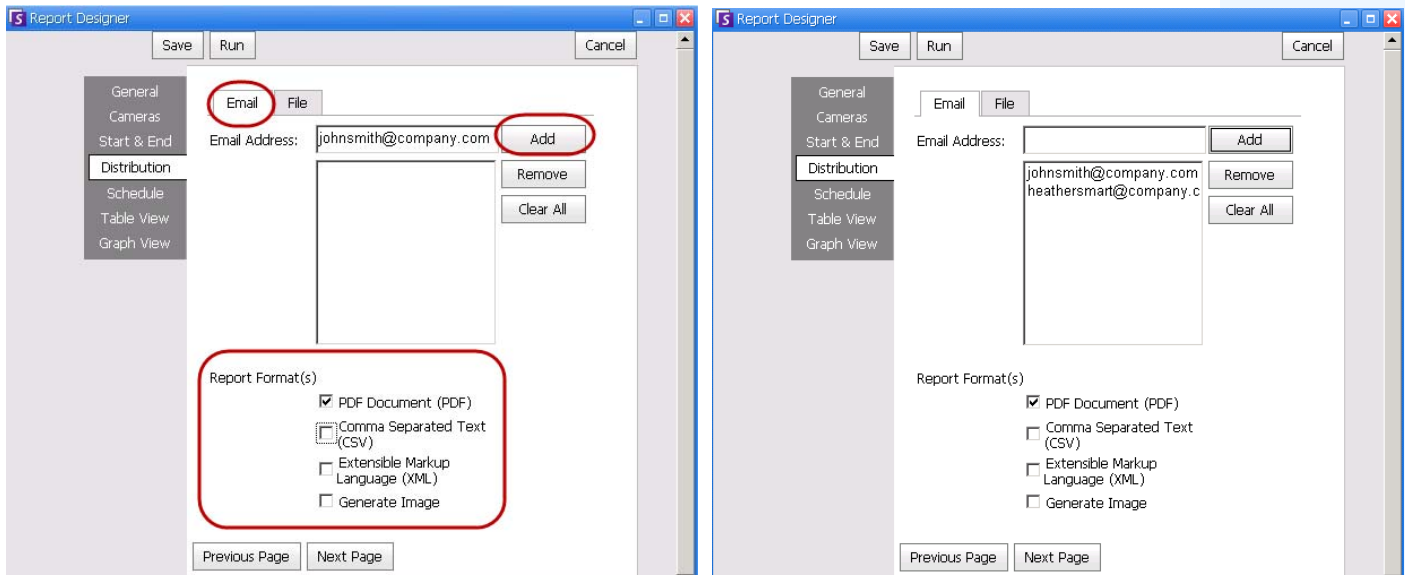 Report Designer
Save Run Cancel
General
Cameras
Start & End
Distribution
Schedule
Table View
Graph View
Email File
Email Address: johnsmith@company.com Add
Remove
Clear All
Report Format(s)
PDF Document (PDF)
Comma Separated Text
(CSV)
Extensible Markup
Language (XML)
Generate Image
Previous Page Next Page
Report Designer
Save Run Cancel
General
Cameras
Start & End
Distribution
Schedule
Table View
Graph View
Email File
Email Address: Add
johnsmith@company.com Remove
heathersmart@company.c
Clear All
Report Format(s)
PDF Document (PDF)
Comma Separated Text
(CSV)
Extensible Markup
Language (XML)
Generate Image
Previous Page Next Page